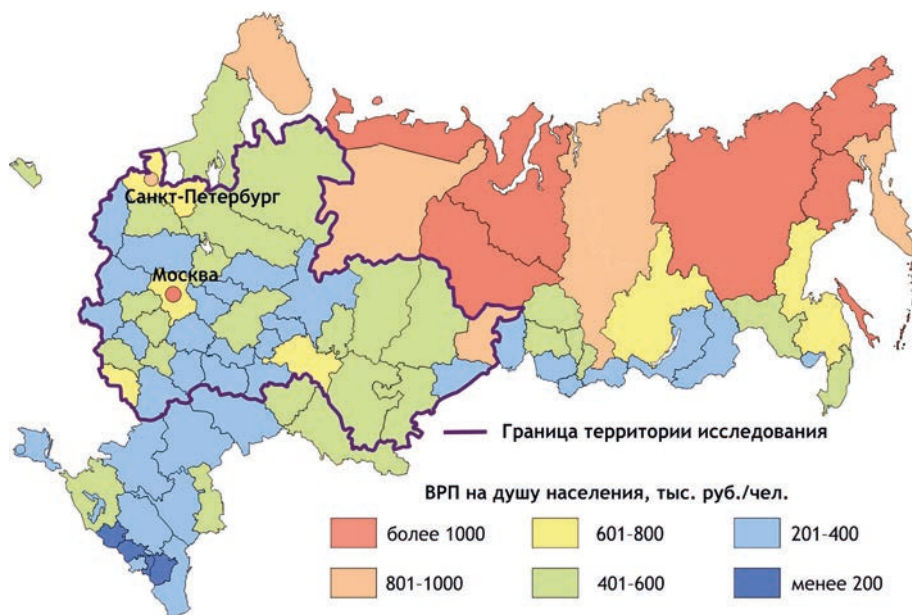 Санкт-Петербург
Москва
Граница территории исследования
ВРП на душу населения, тыс. руб./чел.
более 1000
601-800
201-400
801-1000
401-600
менее 200